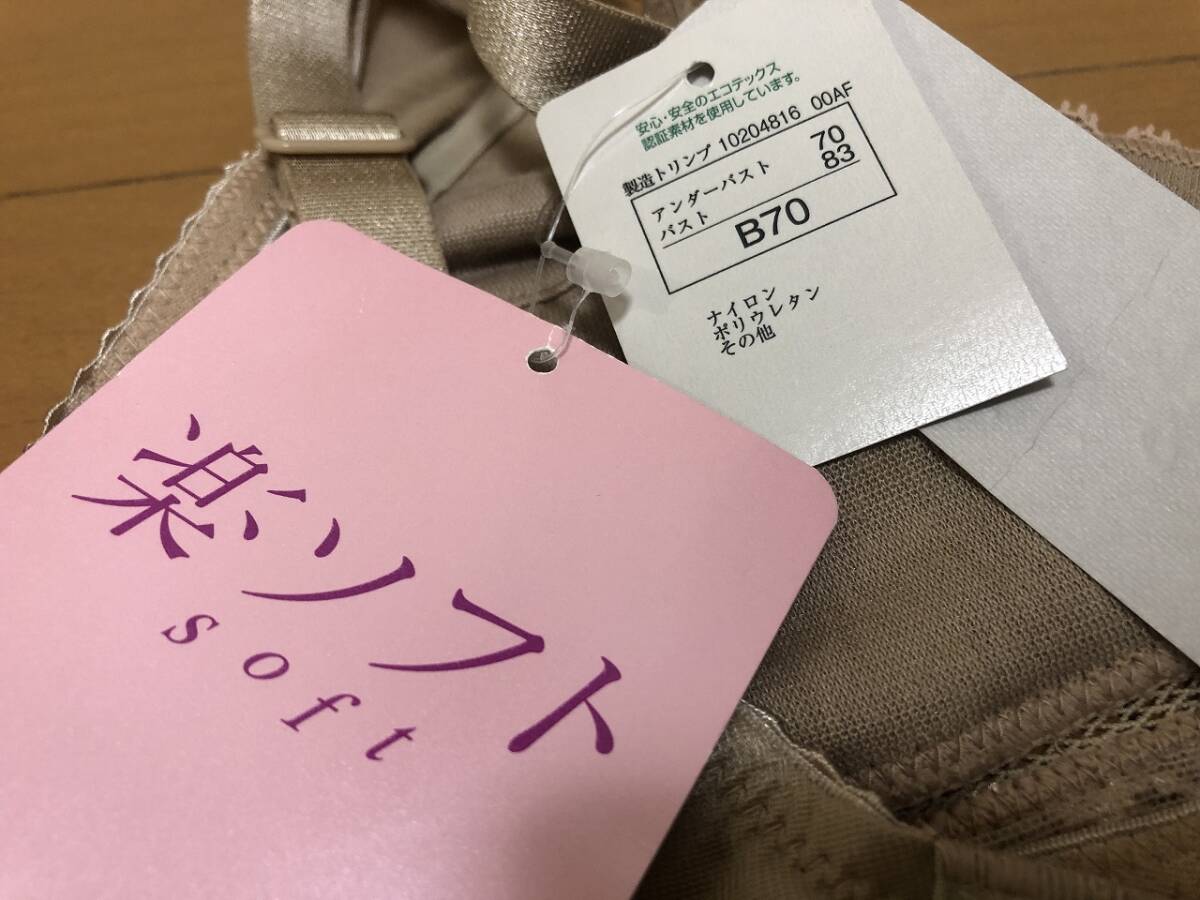 安心・安全のエコテックス
認証素材を使用しています。
製造トリンプ 10204816 00AF
アンダーバスト 70
バスト 83
B70
ナイロン
ポリウレタン
その他
楽ソフト
soft